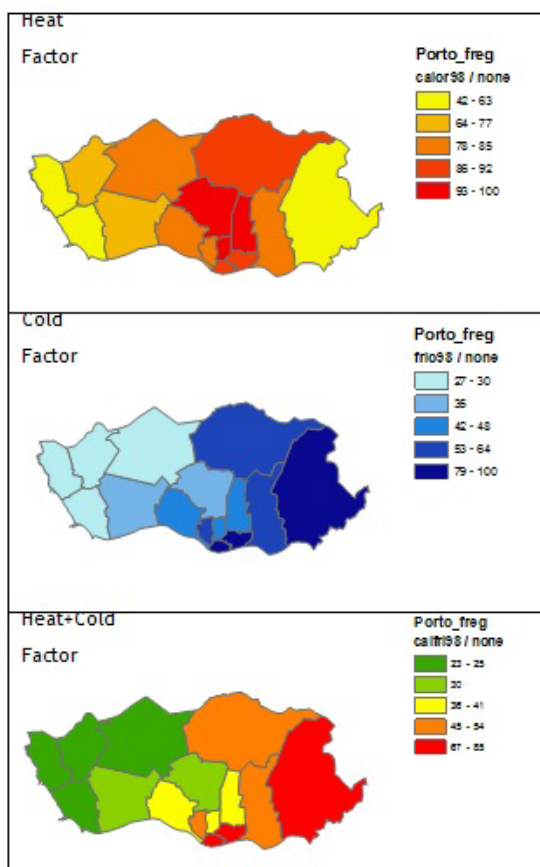 Heat
Factor
Porto_freg
calor98 / none
42 - 63
64 - 77
78 - 85
86 - 92
93 - 100
Cold
Factor
Porto_freg
frio98 / none
27 - 30
35
42 - 48
53 - 64
79 - 100
Heat+Cold
Factor
Porto_freg
calfri98 / none
23 - 25
30
36 - 41
45 - 54
67 - 85